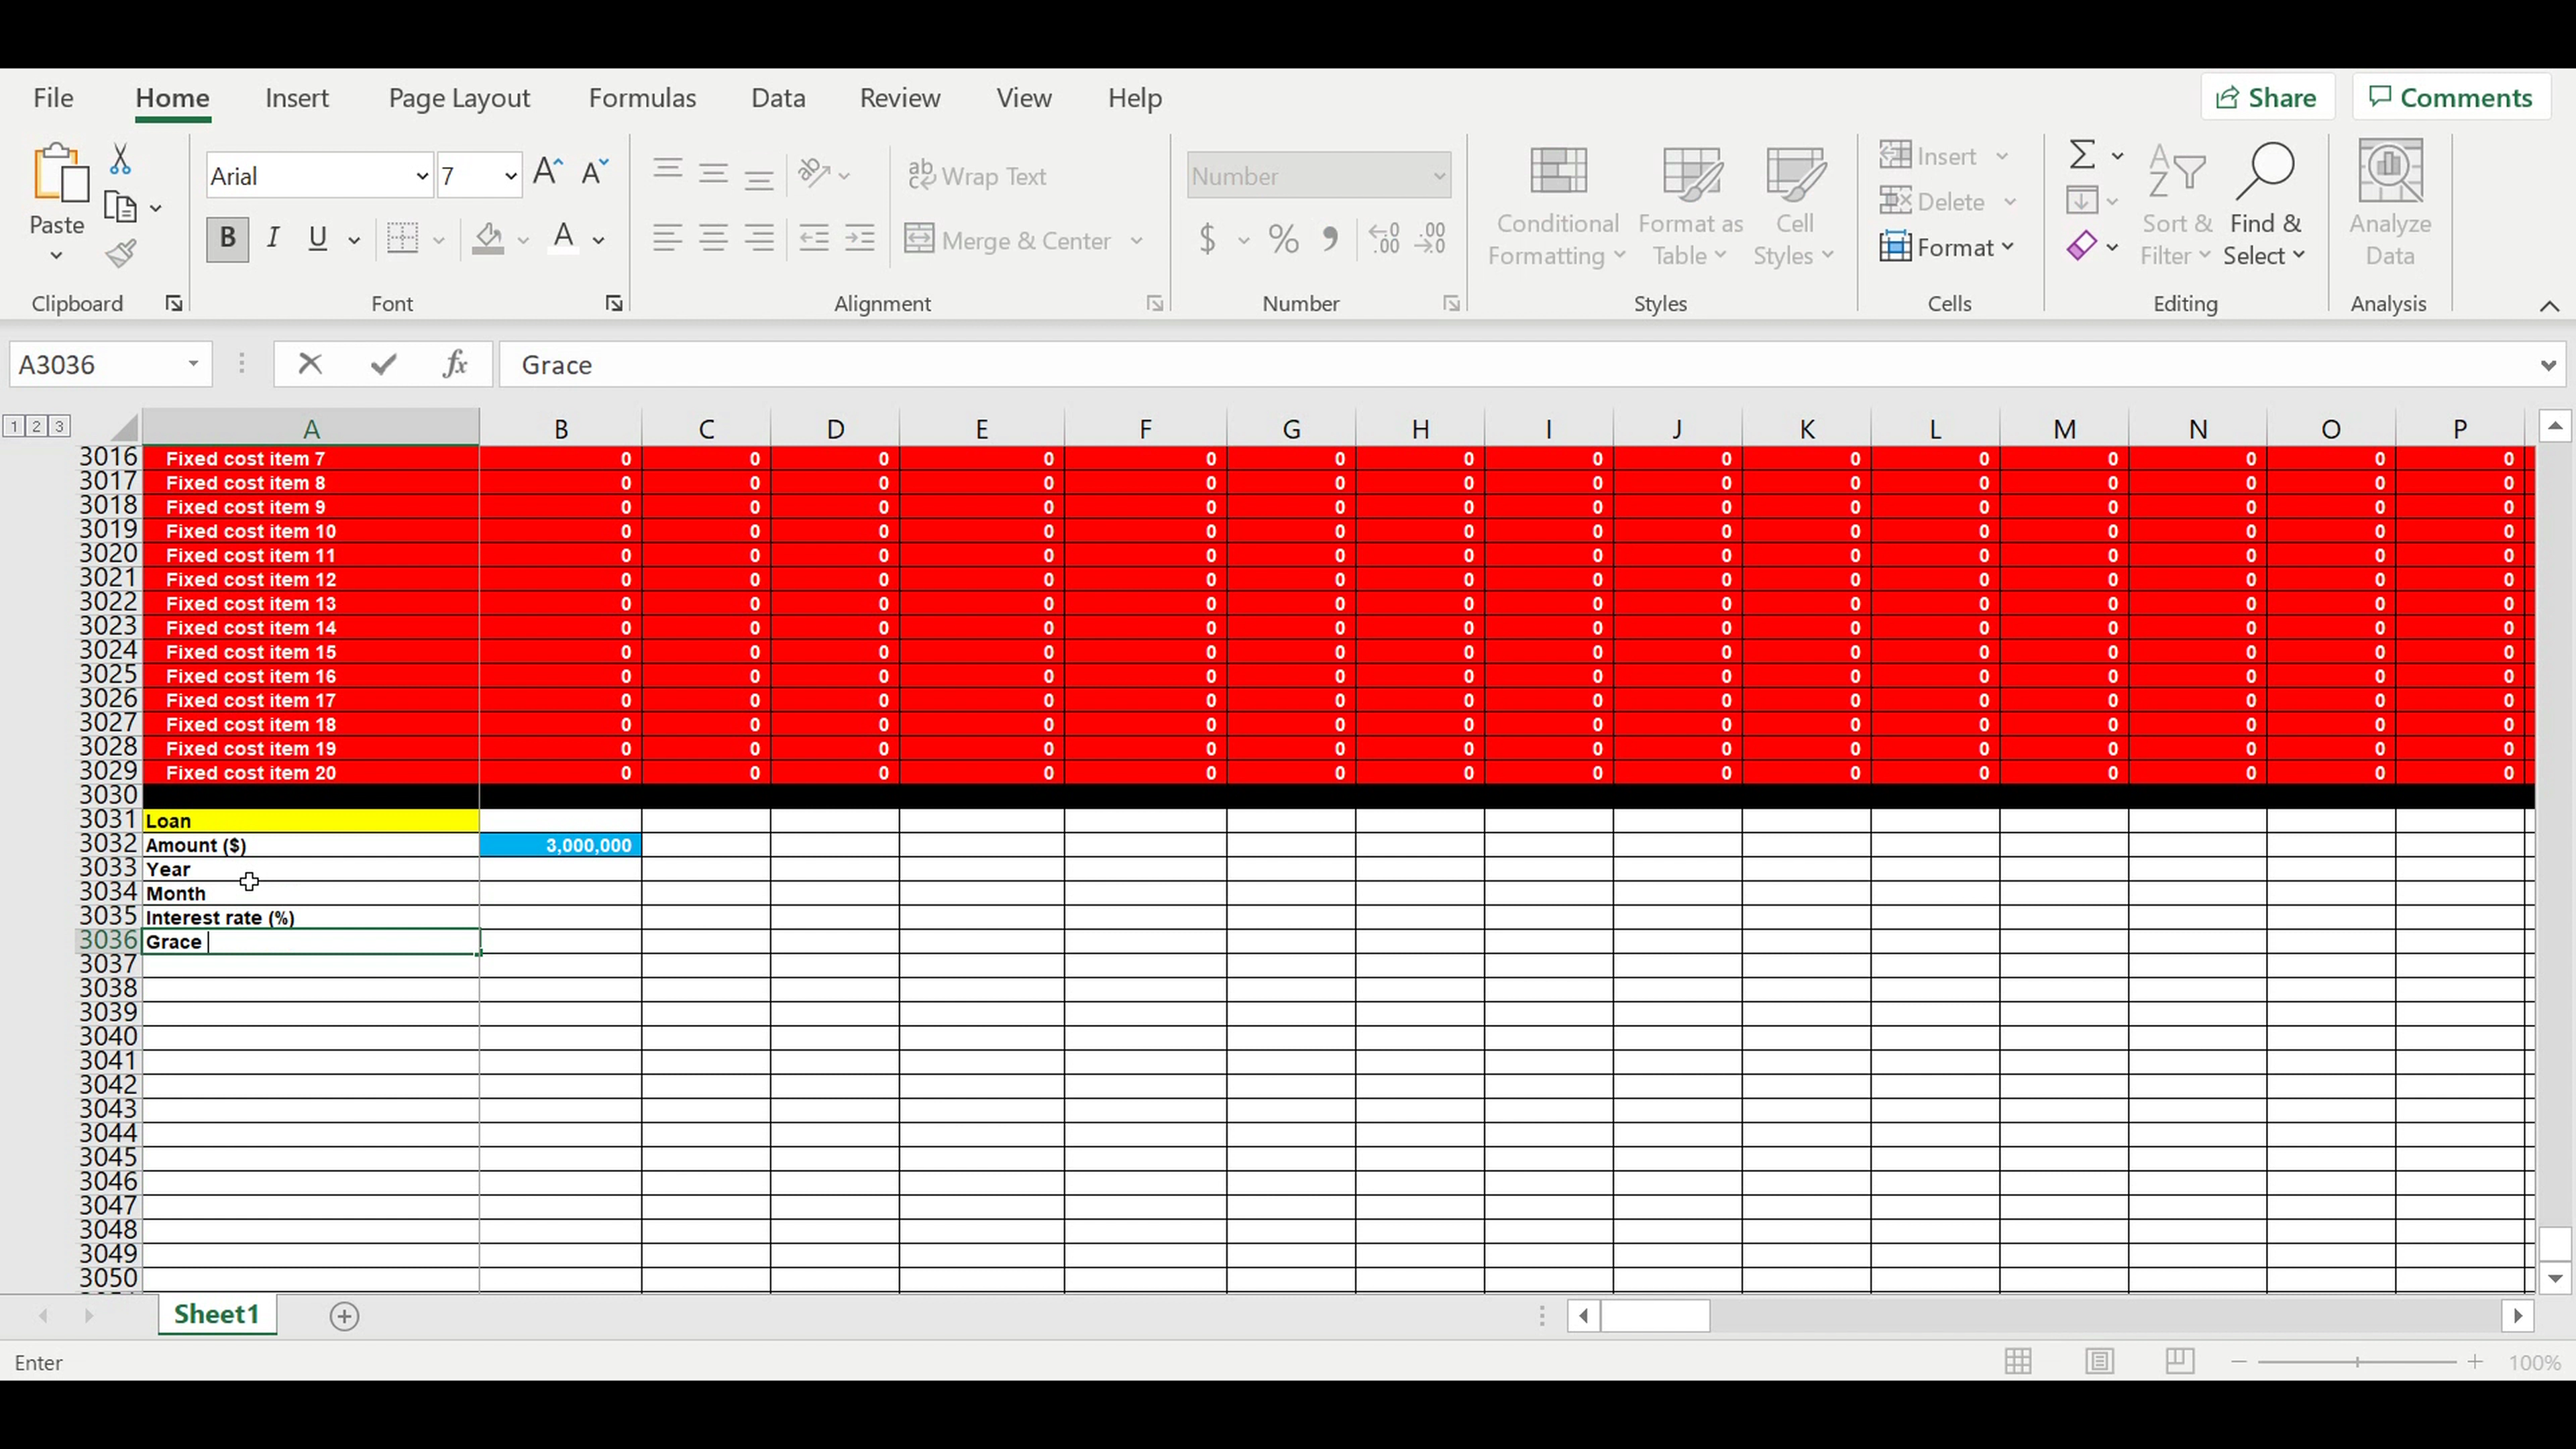 File Home Insert Page Layout Formulas Data Review View Help Share Comments
Paste
Clipboard
Arial 7
B I U A
Font
Wrap Text
Merge & Center
Alignment
Number
$ % 9
Number
Conditional Formatting
Format as Table
Cell Styles
Styles
Insert
Delete
Format
Cells
Sort & Filter
Find & Select
Editing
Analyze Data
Analysis
A3036 fx Grace
1 2 3 A B C D E F G H I J K L M N O P
3016 Fixed cost item 7 0 0 0 0 0 0 0 0 0 0 0 0 0 0 0
3017 Fixed cost item 8 0 0 0 0 0 0 0 0 0 0 0 0 0 0 0
3018 Fixed cost item 9 0 0 0 0 0 0 0 0 0 0 0 0 0 0 0
3019 Fixed cost item 10 0 0 0 0 0 0 0 0 0 0 0 0 0 0 0
3020 Fixed cost item 11 0 0 0 0 0 0 0 0 0 0 0 0 0 0 0
3021 Fixed cost item 12 0 0 0 0 0 0 0 0 0 0 0 0 0 0 0
3022 Fixed cost item 13 0 0 0 0 0 0 0 0 0 0 0 0 0 0 0
3023 Fixed cost item 14 0 0 0 0 0 0 0 0 0 0 0 0 0 0 0
3024 Fixed cost item 15 0 0 0 0 0 0 0 0 0 0 0 0 0 0 0
3025 Fixed cost item 16 0 0 0 0 0 0 0 0 0 0 0 0 0 0 0
3026 Fixed cost item 17 0 0 0 0 0 0 0 0 0 0 0 0 0 0 0
3027 Fixed cost item 18 0 0 0 0 0 0 0 0 0 0 0 0 0 0 0
3028 Fixed cost item 19 0 0 0 0 0 0 0 0 0 0 0 0 0 0 0
3029 Fixed cost item 20 0 0 0 0 0 0 0 0 0 0 0 0 0 0 0
3030
3031 Loan
3032 Amount ($) 3,000,000
3033 Year
3034 Month
3035 Interest rate (%)
3036 Grace
3037
3038
3039
3040
3041
3042
3043
3044
3045
3046
3047
3048
3049
3050
Sheet1
Enter 100%